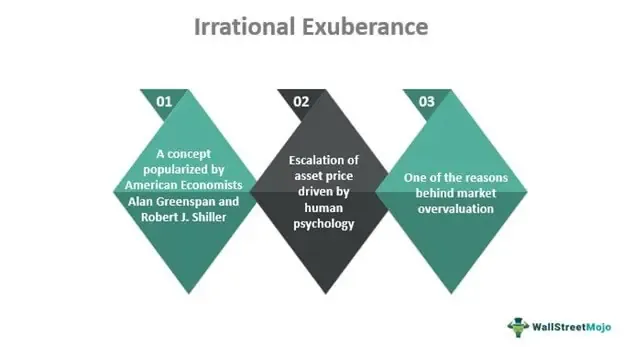 Irrational Exuberance
01
A concept
popularized by
American Economists
Alan Greenspan and
Robert J. Shiller
02
Escalation of
asset price
driven by
human
psychology
03
One of the reasons
behind market
overvaluation
WallStreetMojo